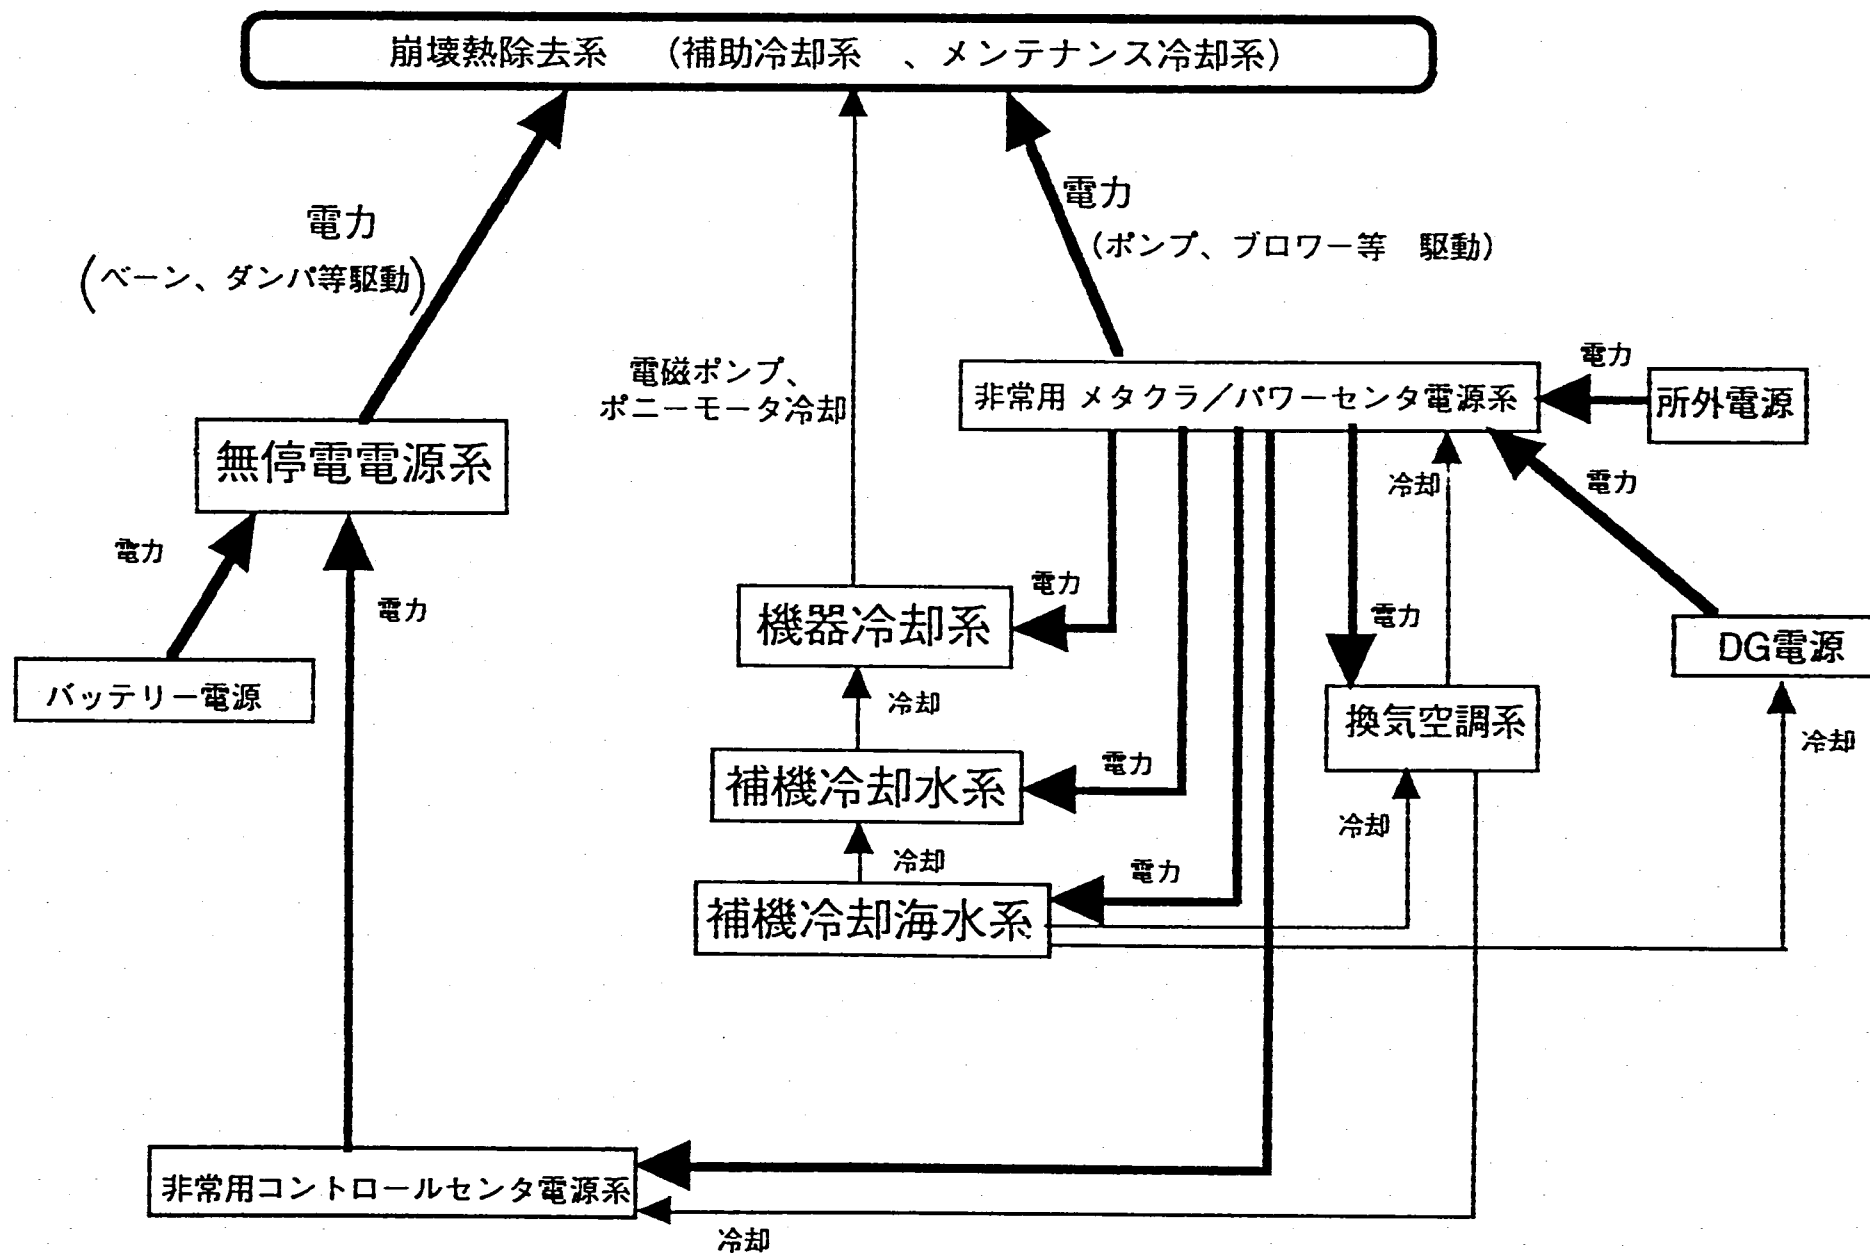 崩壊熱除去系 (補助冷却系 、メンテナンス冷却系)
電力
(ベーン、ダンパ等駆動)
電力
(ポンプ、ブロワー等 駆動)
電磁ポンプ、
ポニーモータ冷却
非常用 メタクラ/パワーセンタ電源系
電力
所外電源
無停電電源系
冷却
電力
電力
電力
バッテリー電源
機器冷却系
電力
電力
DG電源
冷却
換気空調系
冷却
補機冷却水系
電力
冷却
冷却
補機冷却海水系
電力
非常用コントロールセンタ電源系
冷却